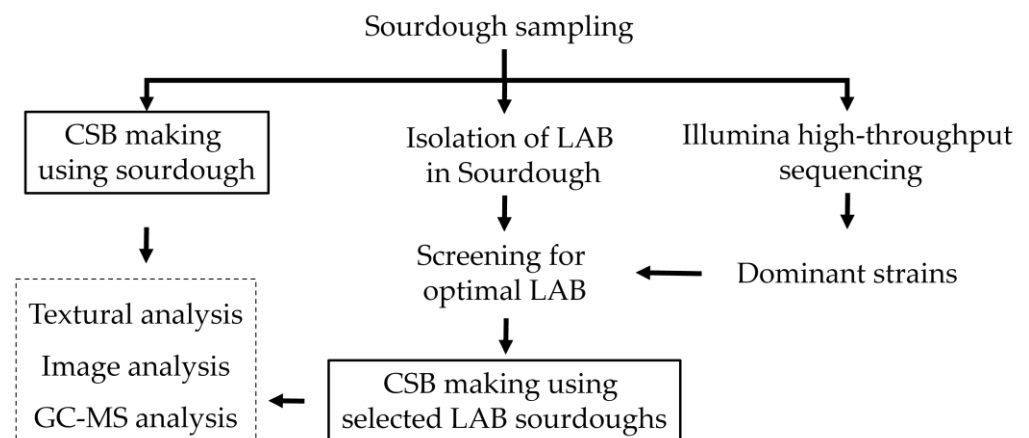 Sourdough sampling
CSB making
using sourdough
Isolation of LAB
in Sourdough
Illumina high-throughput
sequencing
Screening for
optimal LAB
Dominant strains
Textural analysis
Image analysis
GC-MS analysis
CSB making using
selected LAB sourdoughs